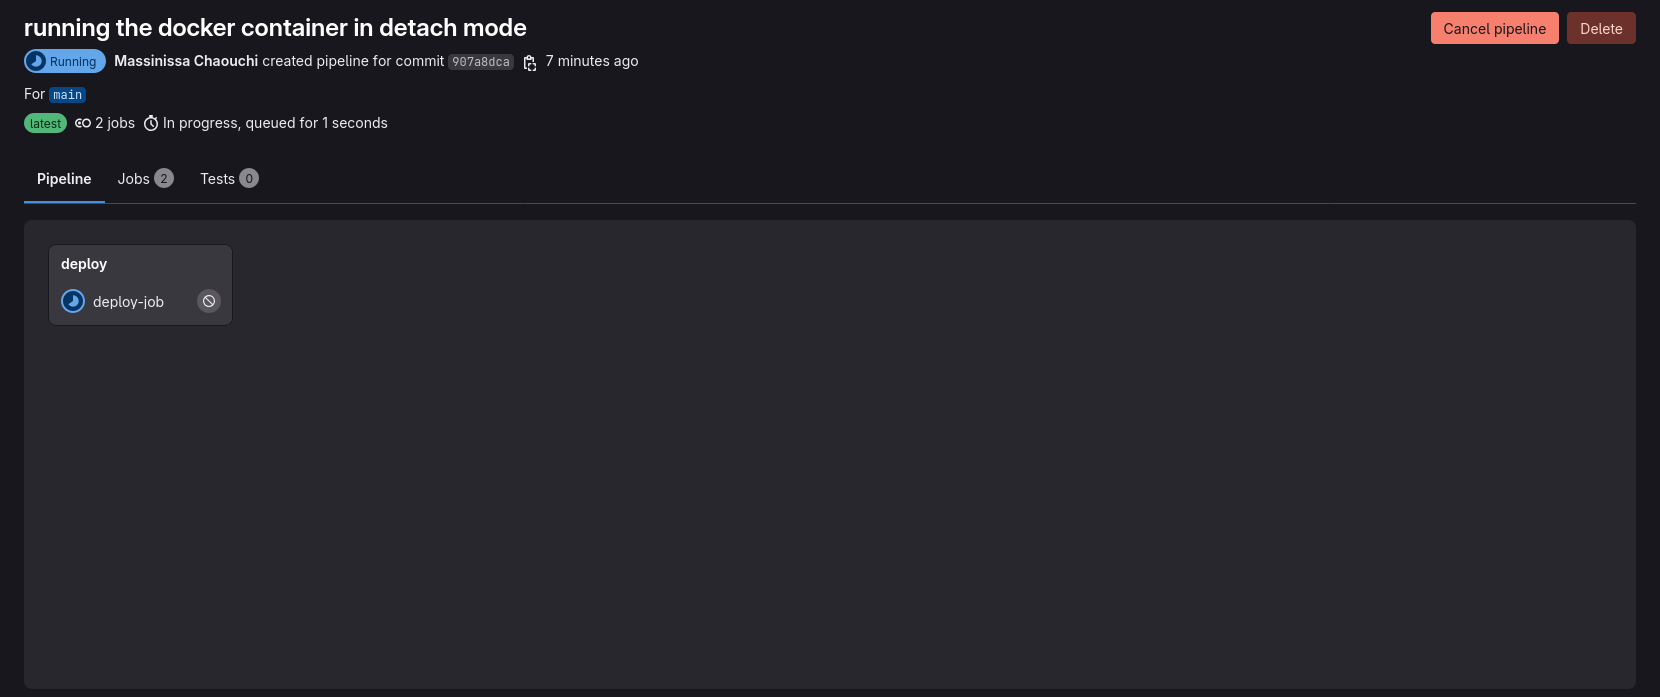 running the docker container in detach mode
Cancel pipeline
Delete
Running Massinissa Chaouchi created pipeline for commit 907a8dca 7 minutes ago
For main
latest 2 jobs In progress, queued for 1 seconds
Pipeline Jobs 2 Tests 0
deploy
deploy-job